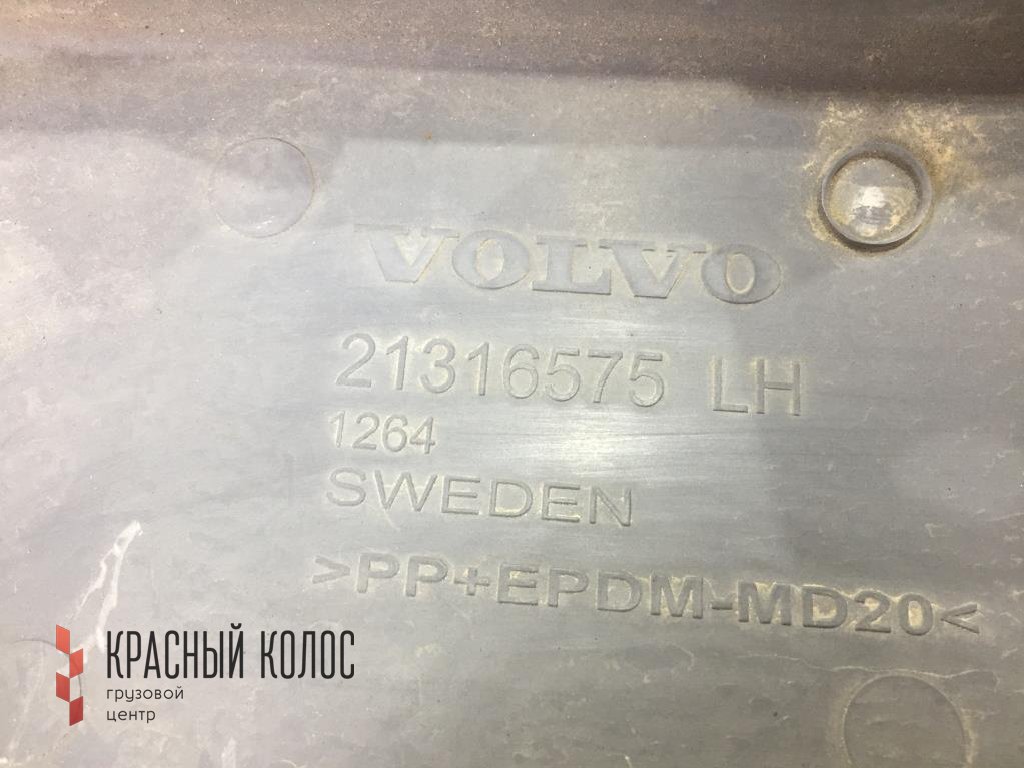 VOLVO
21316575 LH
1264
SWEDEN
>PP+EPDM-MD20<
КРАСНЫЙ КОЛОС
грузовой
центр